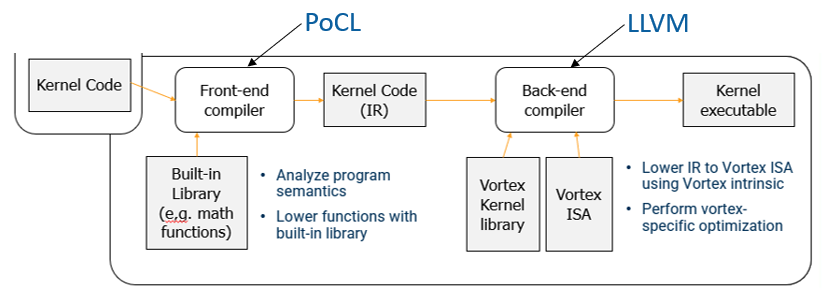 PoCL
LLVM
Kernel Code
Front-end
compiler
Kernel Code
(IR)
Back-end
compiler
Kernel
executable
Built-in
Library
(e,g. math
functions)
• Analyze program
semantics
• Lower functions with
built-in library
Vortex
Kernel
library
Vortex
ISA
• Lower IR to Vortex ISA
using Vortex intrinsic
• Perform vortex-
specific optimization